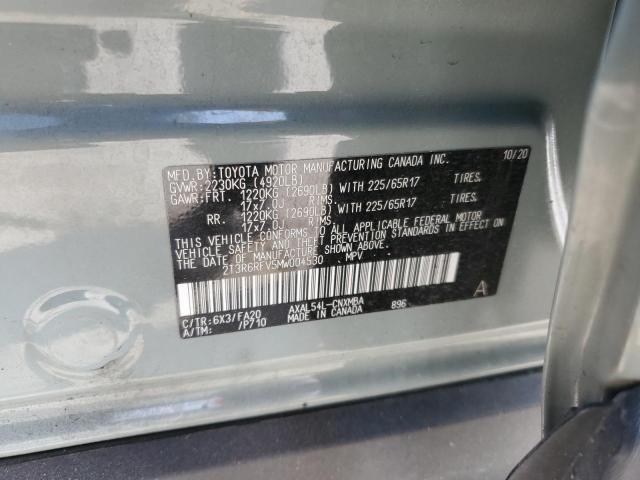 MFD. BY: TOYOTA MOTOR MANUFACTURING CANADA INC. 10/20
GVWR: 2230KG (4920LB)
GAWR: FRT. 1220KG (2690LB) WITH 225/65R17 TIRES.
17x7.0J RIMS.
RR. 1220KG (2690LB) WITH 225/65R17 TIRES.
17x7.0J RIMS.
THIS VEHICLE CONFORMS TO ALL APPLICABLE FEDERAL MOTOR
VEHICLE SAFETY AND THEFT PREVENTION STANDARDS IN EFFECT ON
THE DATE OF MANUFACTURE SHOWN ABOVE.
2T3R6RFV5MW004530 MPV
A
C/TR: 6X3/FA20 AXAL54L-CNXMBA
A/TM: /P710 MADE IN CANADA 896